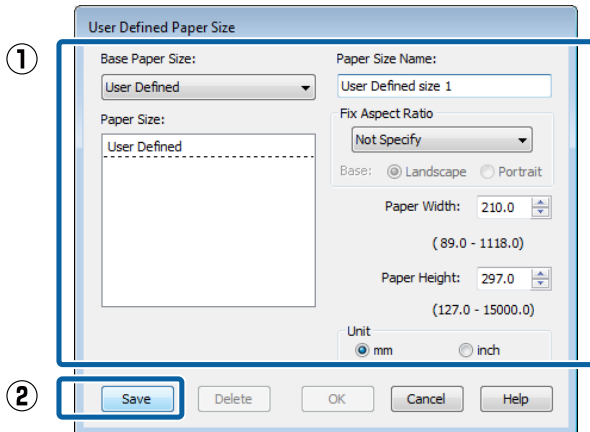 User Defined Paper Size
①
Base Paper Size:
User Defined
Paper Size:
User Defined
Paper Size Name:
User Defined size 1
Fix Aspect Ratio
Not Specify
Base: Landscape Portrait
Paper Width: 210.0
( 89.0 - 1118.0)
Paper Height: 297.0
(127.0 - 15000.0)
Unit
mm inch
②
Save Delete OK Cancel Help